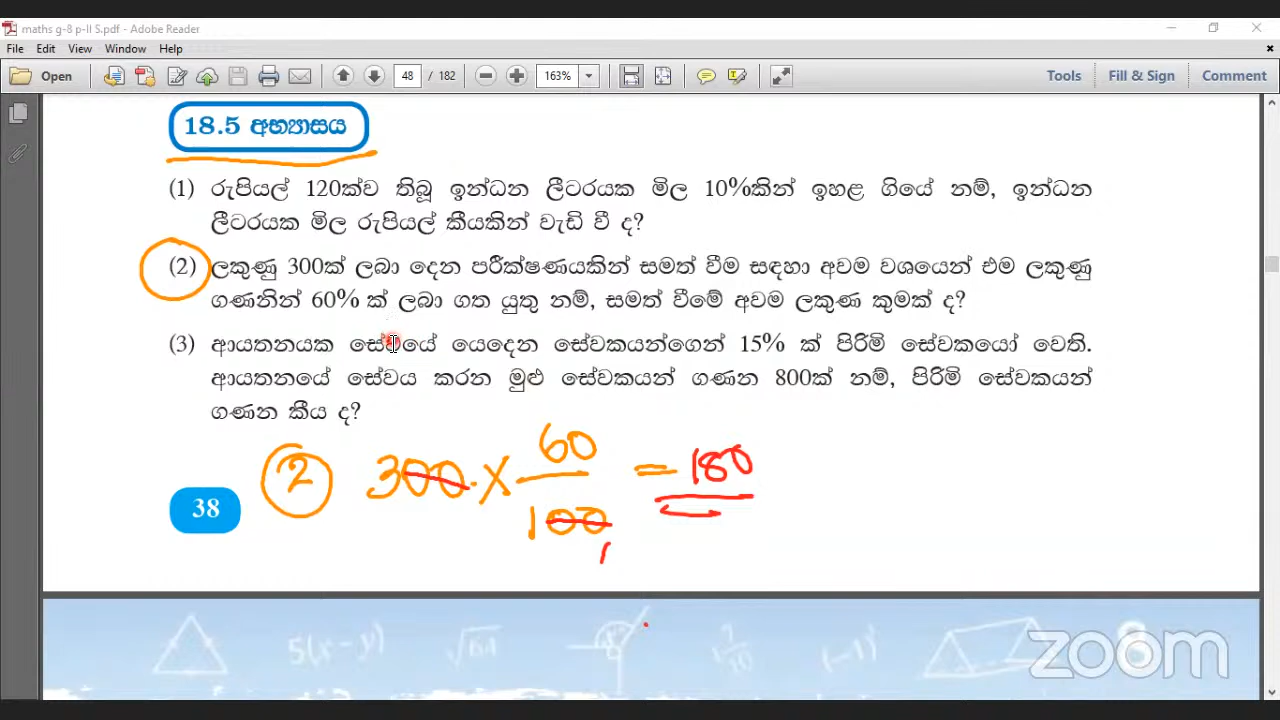 maths g-8 p-II S.pdf - Adobe Reader
File Edit View Window Help
Open 48 / 182 163% Tools Fill & Sign Comment
18.5 අභ්‍යාසය
(1) රුපියල් 120ක්ව තිබූ ඉන්ධන ලීටරයක මිල 10%කින් ඉහළ ගියේ නම්, ඉන්ධන
ලීටරයක මිල රුපියල් කීයකින් වැඩි වී ද?
(2) ලකුණු 300ක් ලබා දෙන පරීක්ෂණයකින් සමත් වීම සඳහා අවම වශයෙන් එම ලකුණු
ගණනින් 60% ක් ලබා ගත යුතු නම්, සමත් වීමේ අවම ලකුණ කුමක් ද?
(3) ආයතනයක සේවයේ යෙදෙන සේවකයන්ගෙන් 15% ක් පිරිමි සේවකයෝ වෙති.
ආයතනයේ සේවය කරන මුළු සේවකයන් ගණන 800ක් නම්, පිරිමි සේවකයන්
ගණන කීය ද?
2 300 × 60 / 100 = 180
1
38
5(x-y)
zoom